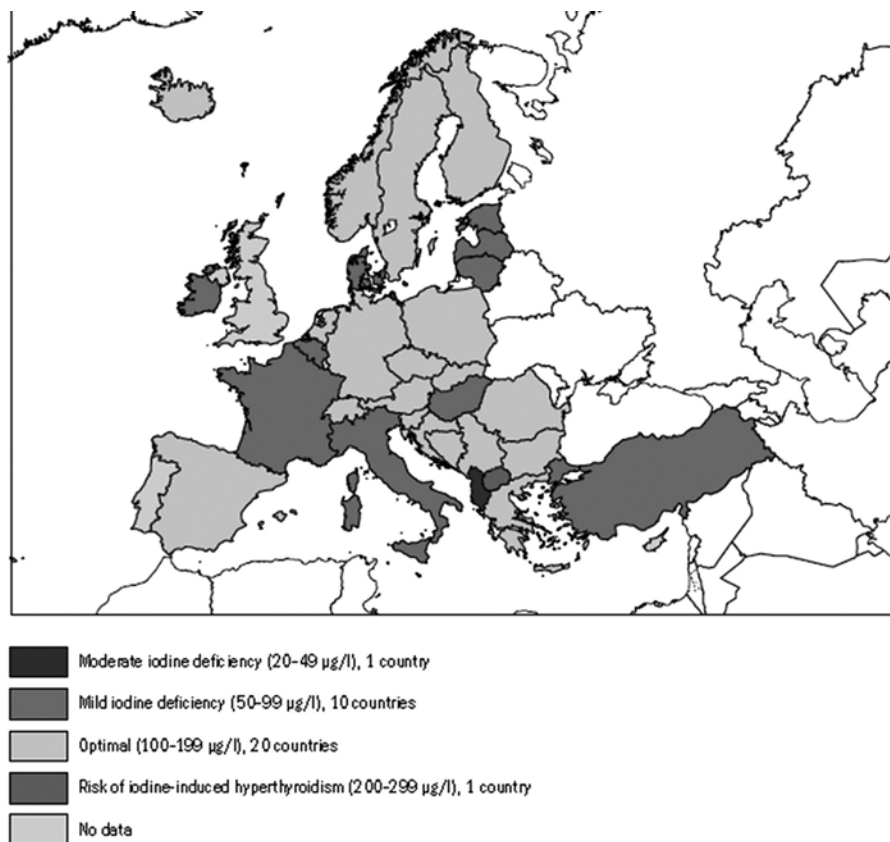 Moderate iodine deficiency (20-49 µg/l), 1 country
Mild iodine deficiency (50-99 µg/l), 10 countries
Optimal (100-199 µg/l), 20 countries
Risk of iodine-induced hyperthyroidism (200-299 µg/l), 1 country
No data